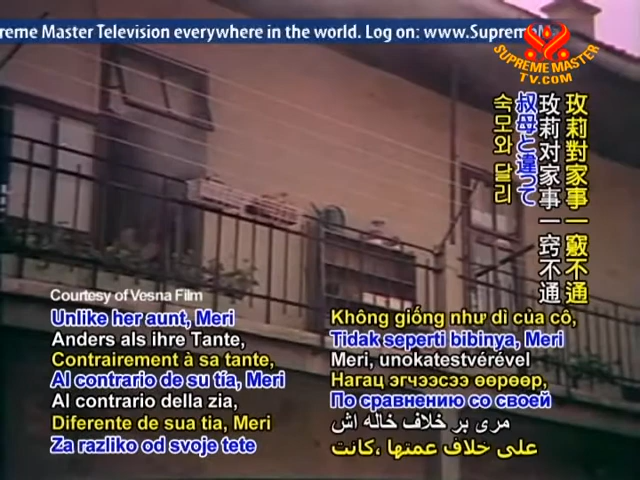 reme Master Television everywhere in the world. Log on: www.SupremeM
SUPREME MASTER
TV.COM
玫莉對家事一竅不通
玫莉对家事一窍不通
叔母と違って
숙모와 달리
Courtesy of Vesna Film
Unlike her aunt, Meri
Anders als ihre Tante,
Contrairement à sa tante,
Al contrario de su tía, Meri
Al contrario della zia,
Diferente de sua tia, Meri
Za razliko od svoje tete
Không giống như dì của cô,
Tidak seperti bibinya, Meri
Meri, unokatestvérével
Нагац эгчээсээ өөрөөр,
По сравнению со своей
مری بر خلاف خاله اش
على خلاف عمتها ،كانت